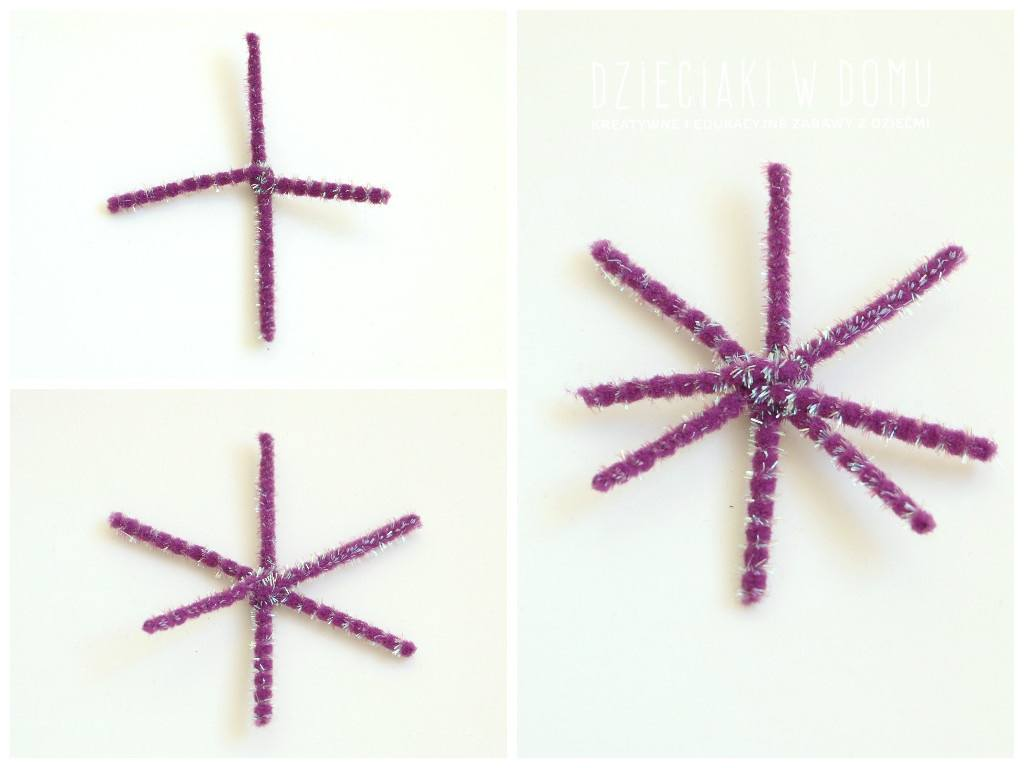 DZIECIAKI W DOMU
KREATYWNE I EDUKACYJNE ZABAWY Z DZIEĆMI